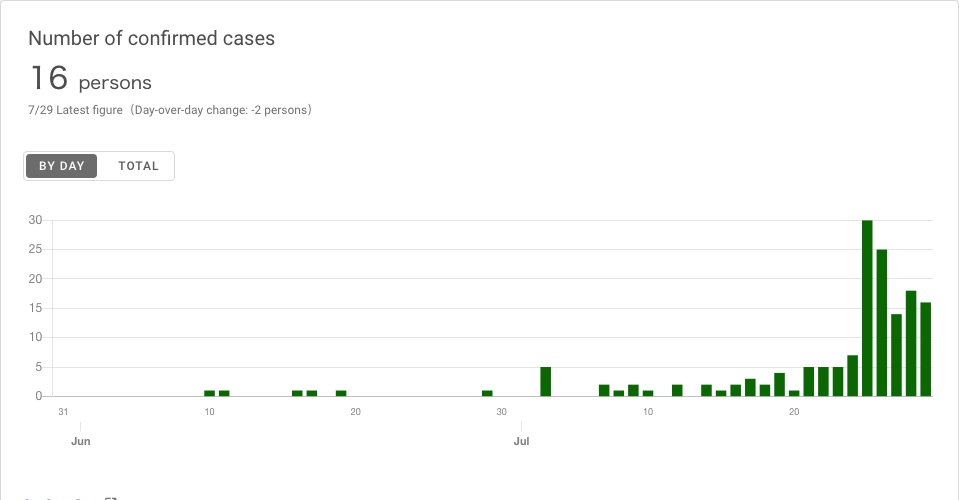 Number of confirmed cases
16 persons
7/29 Latest figure（Day-over-day change: -2 persons）
BY DAY TOTAL
30
25
20
15
10
5
0
31 10 20 30 10 20
Jun Jul